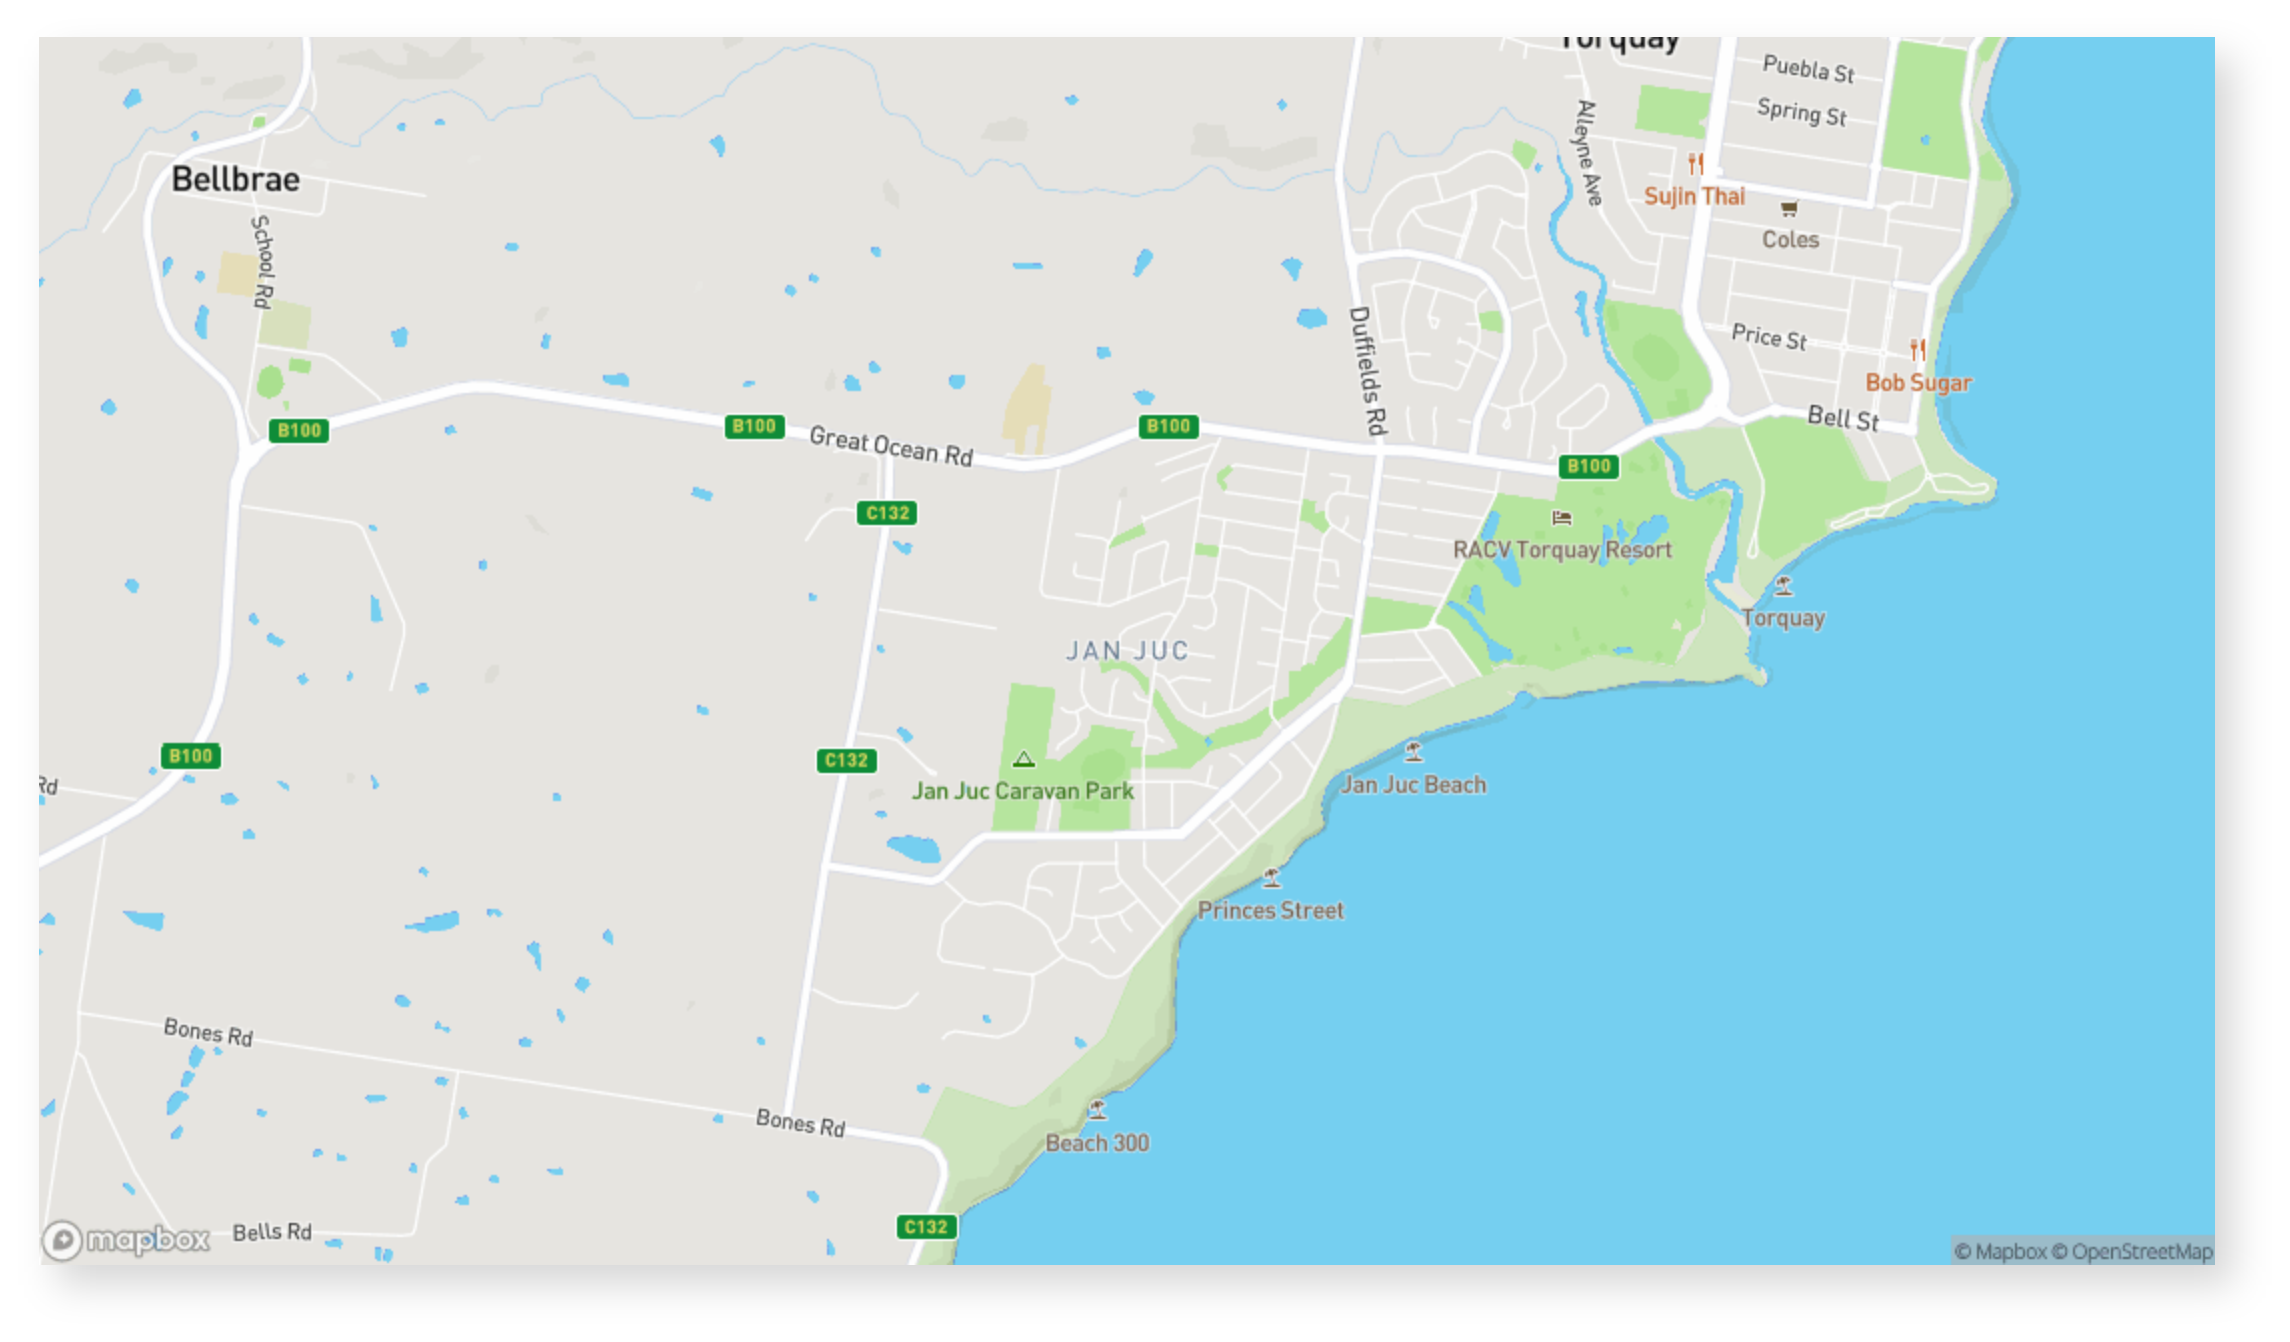 Torquay
Puebla St
Spring St
Alleyne Ave
Bellbrae
Sujin Thai
Coles
School Rd
Duffields Rd
Price St
Bob Sugar
Bell St
B100
B100
Great Ocean Rd
B100
B100
C132
RACV Torquay Resort
Torquay
JAN JUC
B100
C132
Rd
Jan Juc Caravan Park
Jan Juc Beach
Princes Street
Bones Rd
Bones Rd
Beach 300
C132
Bells Rd
mapbox
© Mapbox © OpenStreetMap